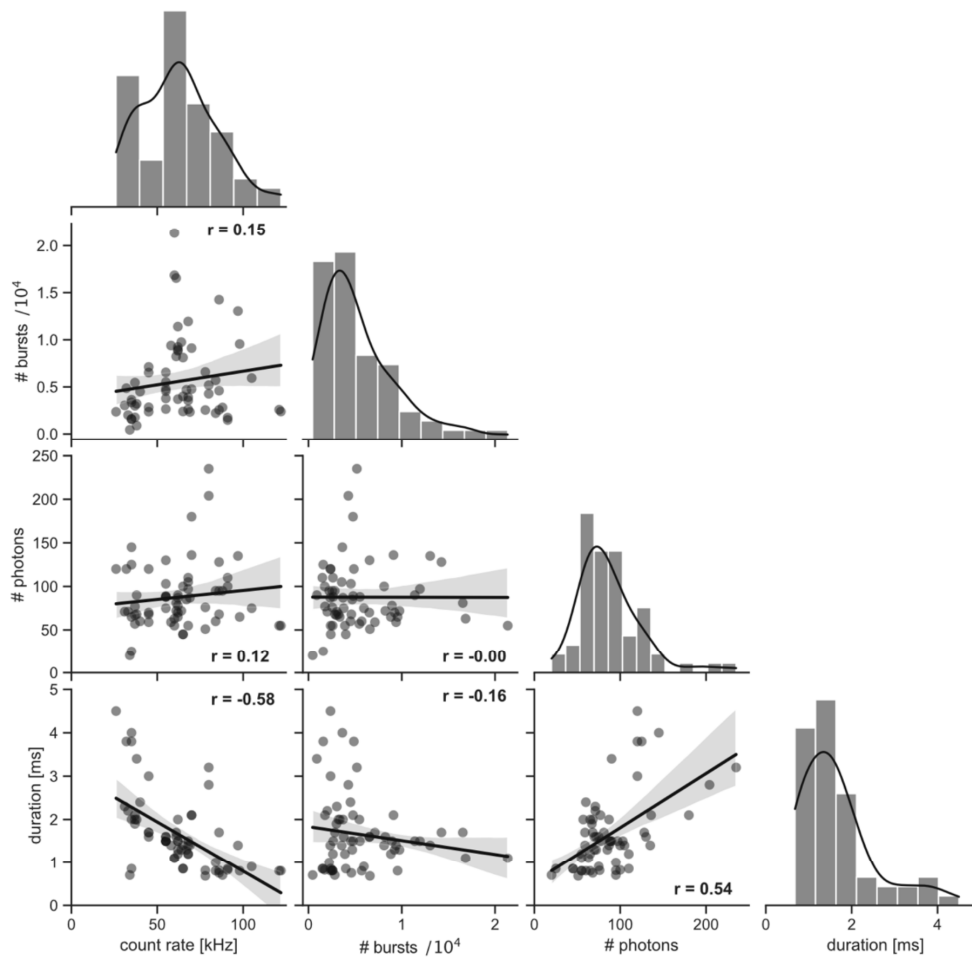 r = 0.15
# bursts /10⁴
2.0
1.5
1.0
0.5
0.0
# photons
250
200
150
100
50
0
r = 0.12
r = -0.00
duration [ms]
5
4
3
2
1
0
r = -0.58
r = -0.16
r = 0.54
0 50 100
0 1 2
0 100 200
0 2 4
count rate [kHz]
# bursts /10⁴
# photons
duration [ms]